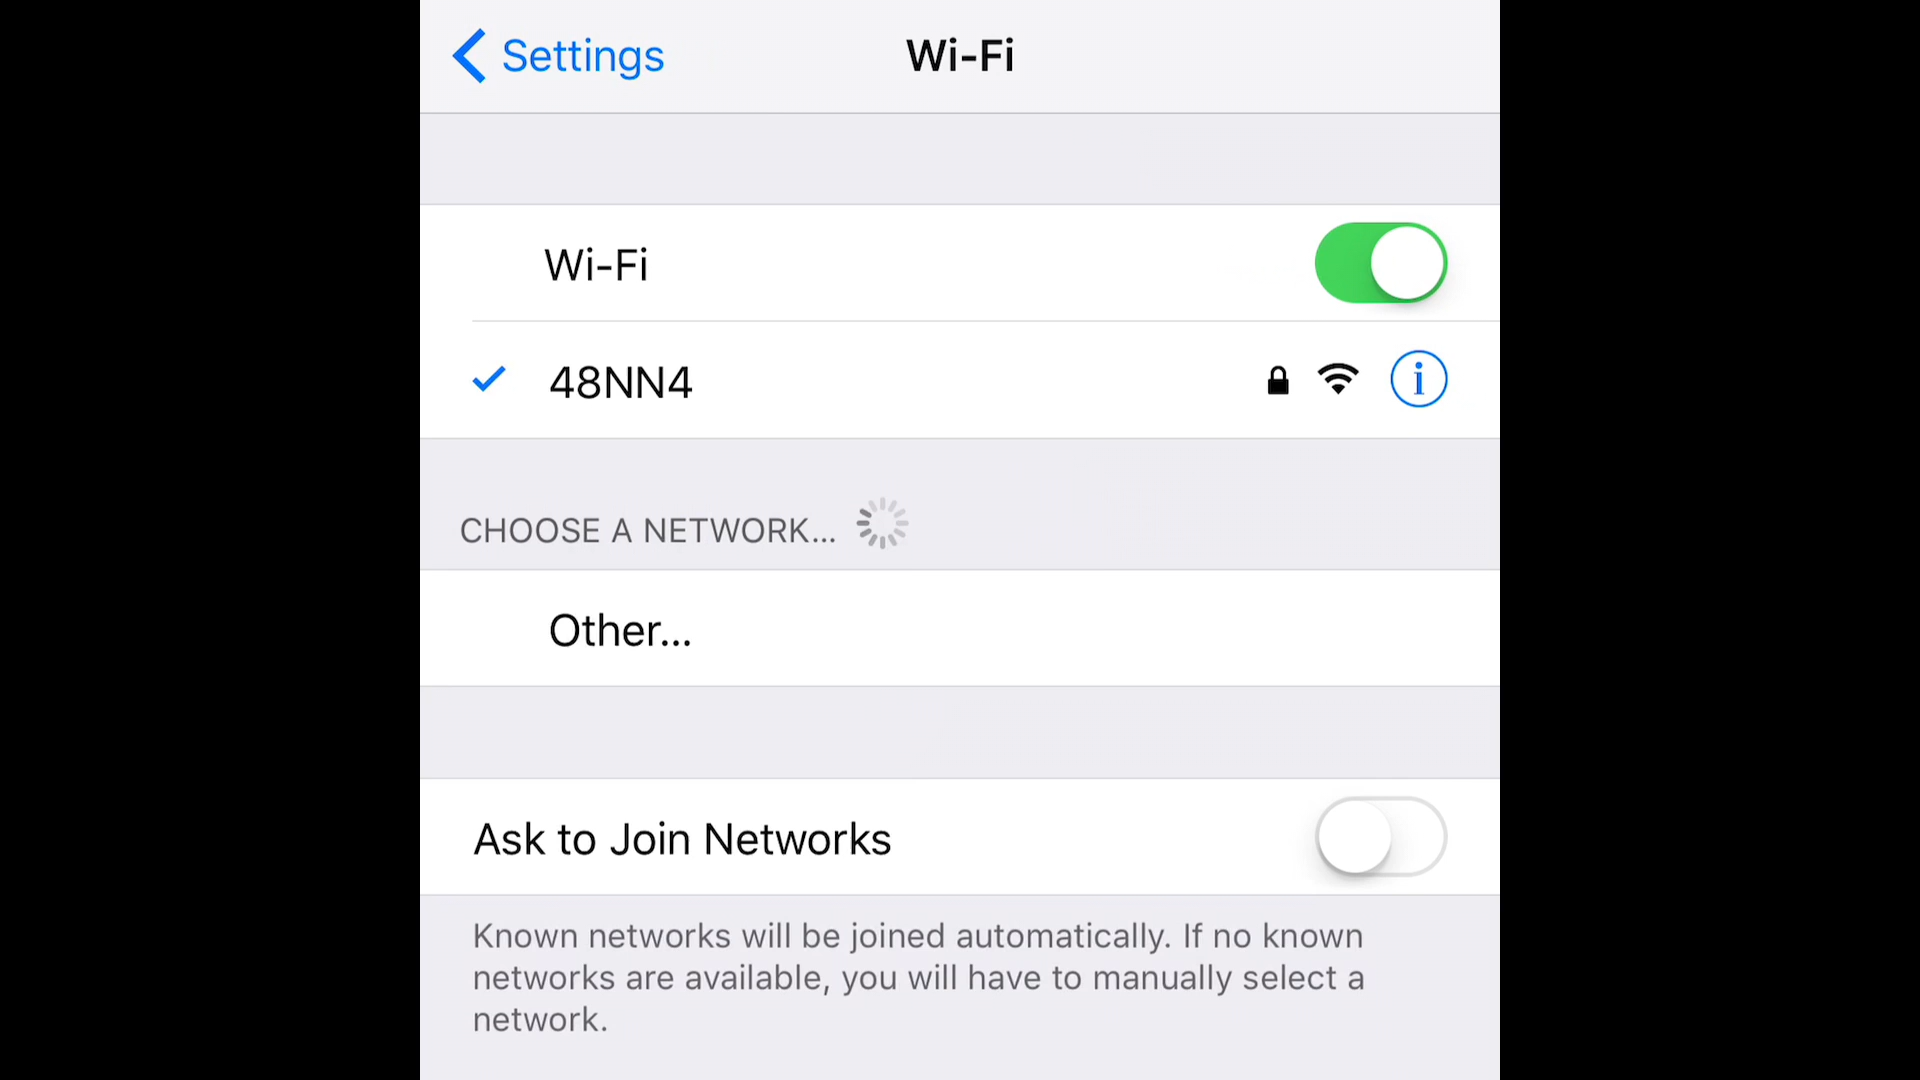 Settings
Wi-Fi
Wi-Fi
48NN4
CHOOSE A NETWORK...
Other...
Ask to Join Networks
Known networks will be joined automatically. If no known
networks are available, you will have to manually select a
network.